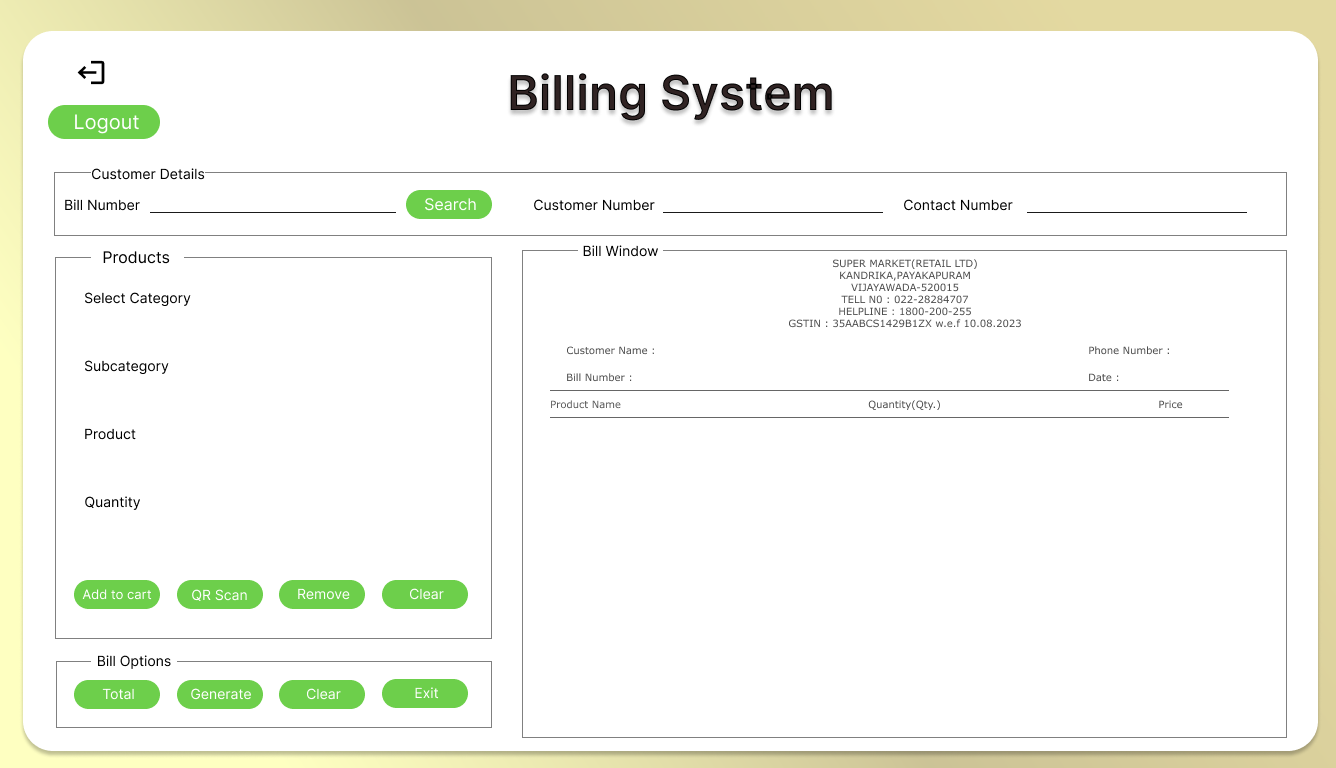 Billing System
Logout
Customer Details
Bill Number
Search
Customer Number
Contact Number
Products
Select Category
Subcategory
Product
Quantity
Add to cart
QR Scan
Remove
Clear
Bill Options
Total
Generate
Clear
Exit
Bill Window
SUPER MARKET(RETAIL LTD)
KANDRIKA,PAYAKAPURAM
VIJAYAWADA-520015
TELL N0 : 022-28284707
HELPLINE : 1800-200-255
GSTIN : 35AABCS1429B1ZX w.e.f 10.08.2023
Customer Name :
Phone Number :
Bill Number :
Date :
Product Name
Quantity(Qty.)
Price